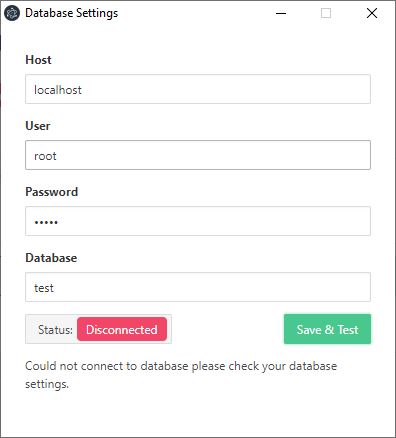 Database Settings
Host
localhost
User
root
Password
•••••
Database
test
Status: Disconnected
Save & Test
Could not connect to database please check your database
settings.